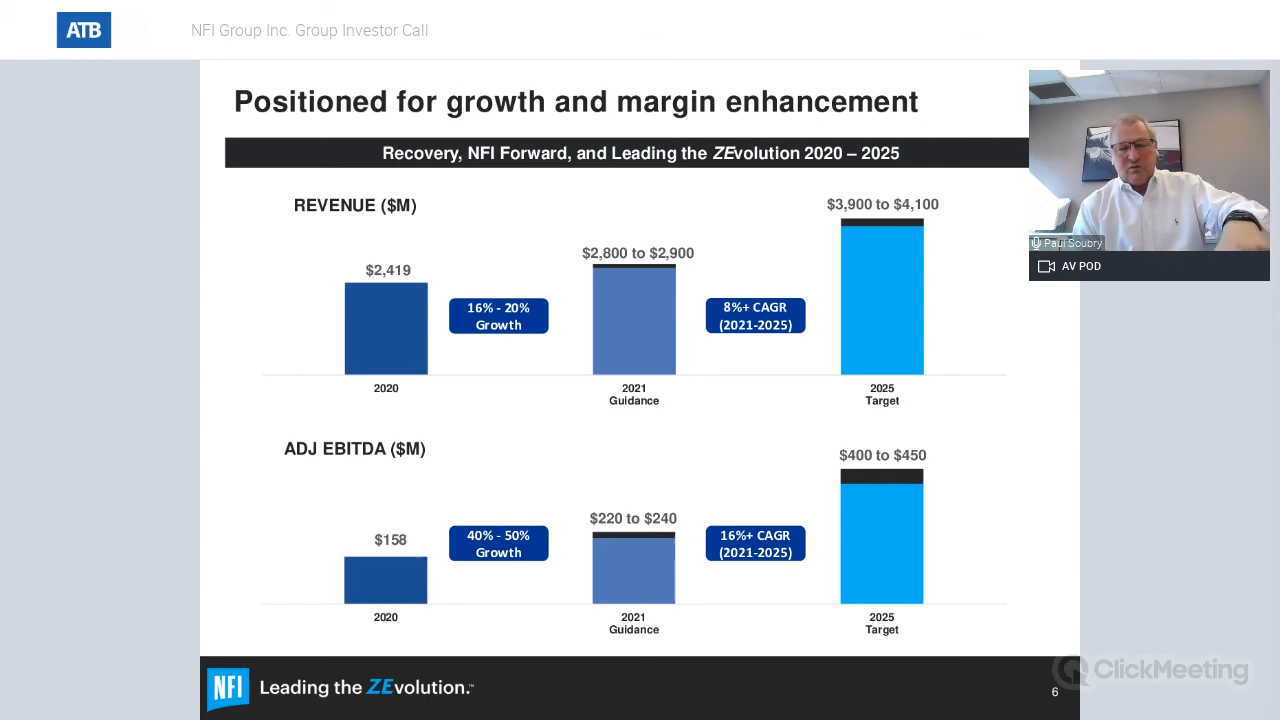 ATB
NFI Group Inc. Group Investor Call
Positioned for growth and margin enhancement
Recovery, NFI Forward, and Leading the ZEvolution 2020 – 2025
REVENUE ($M)
$2,419
$2,800 to $2,900
$3,900 to $4,100
16% - 20%
Growth
8%+ CAGR
(2021-2025)
2020
2021
Guidance
2025
Target
ADJ EBITDA ($M)
$158
$220 to $240
$400 to $450
40% - 50%
Growth
16%+ CAGR
(2021-2025)
2020
2021
Guidance
2025
Target
NFI
Leading the ZEvolution.™
6
Paul Soubry
AV POD
ClickMeeting